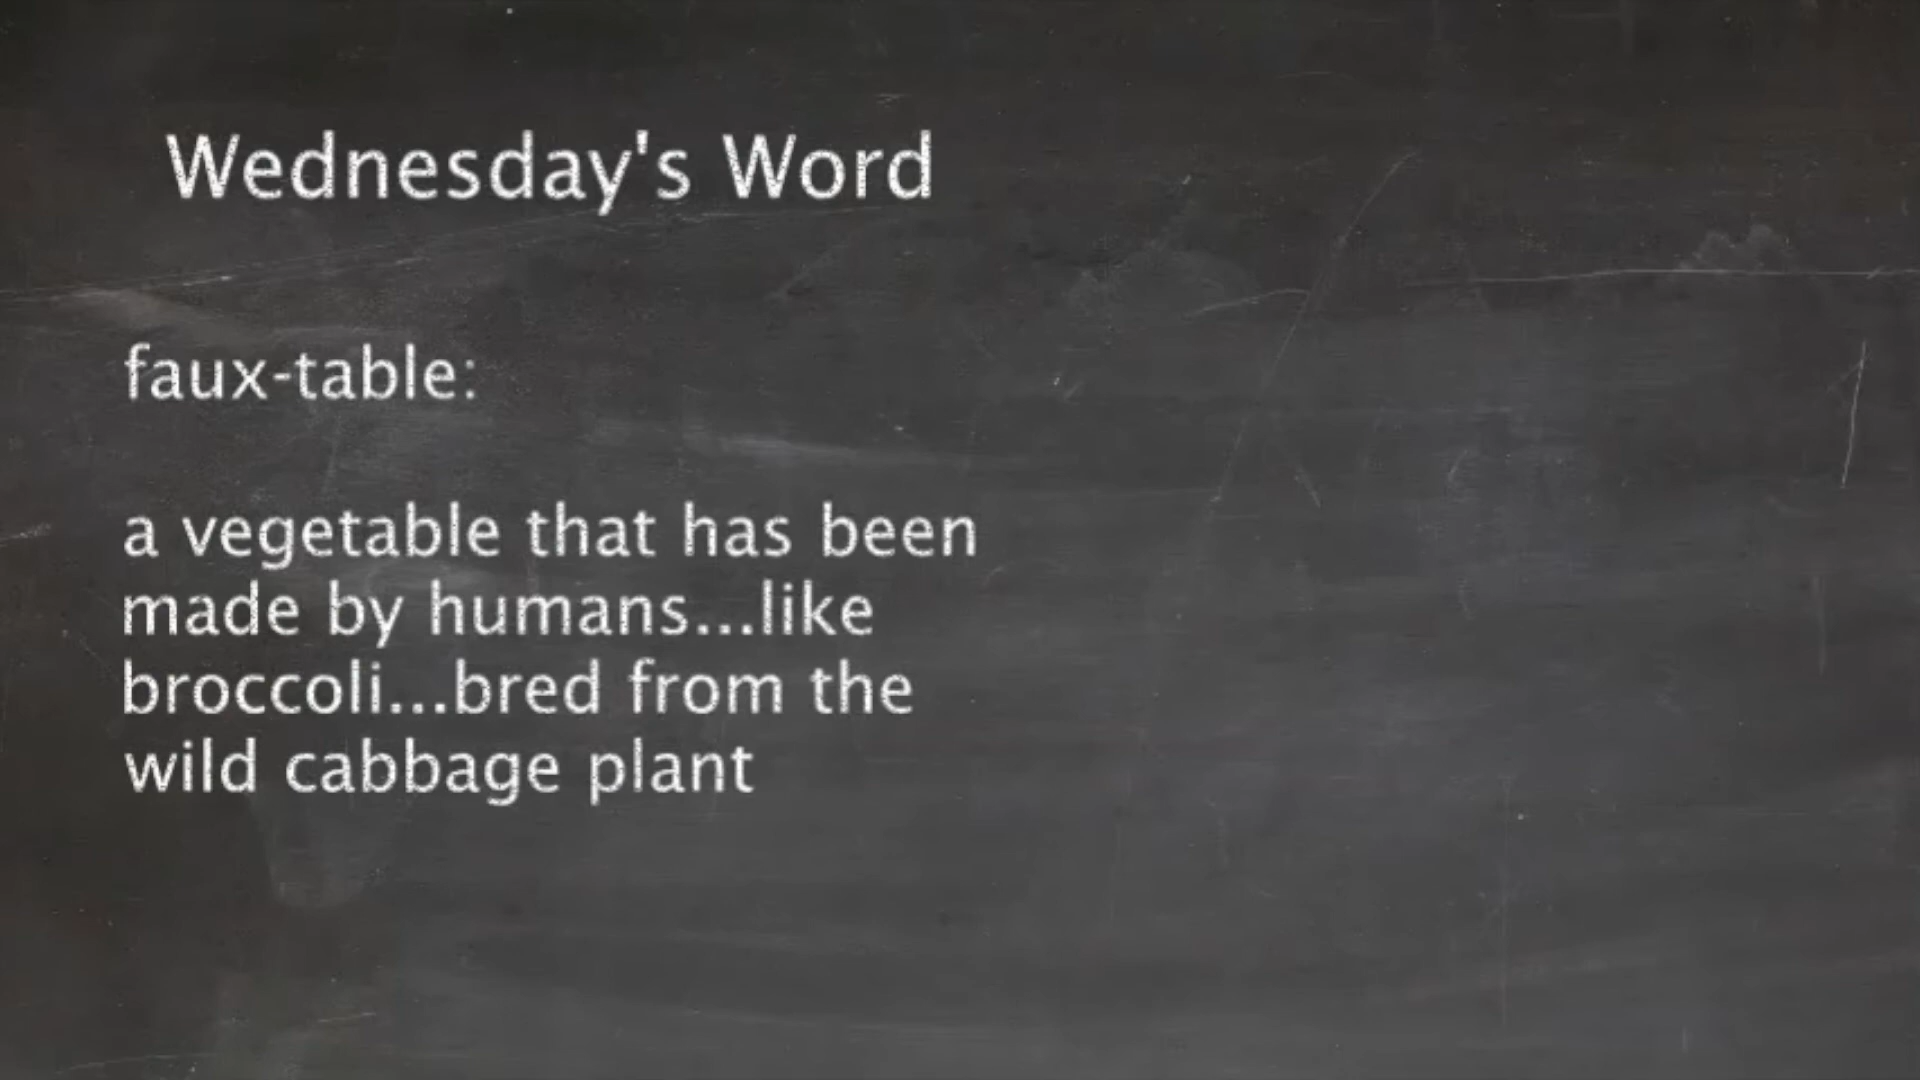 Wednesday's Word
faux-table:
a vegetable that has been
made by humans...like
broccoli...bred from the
wild cabbage plant